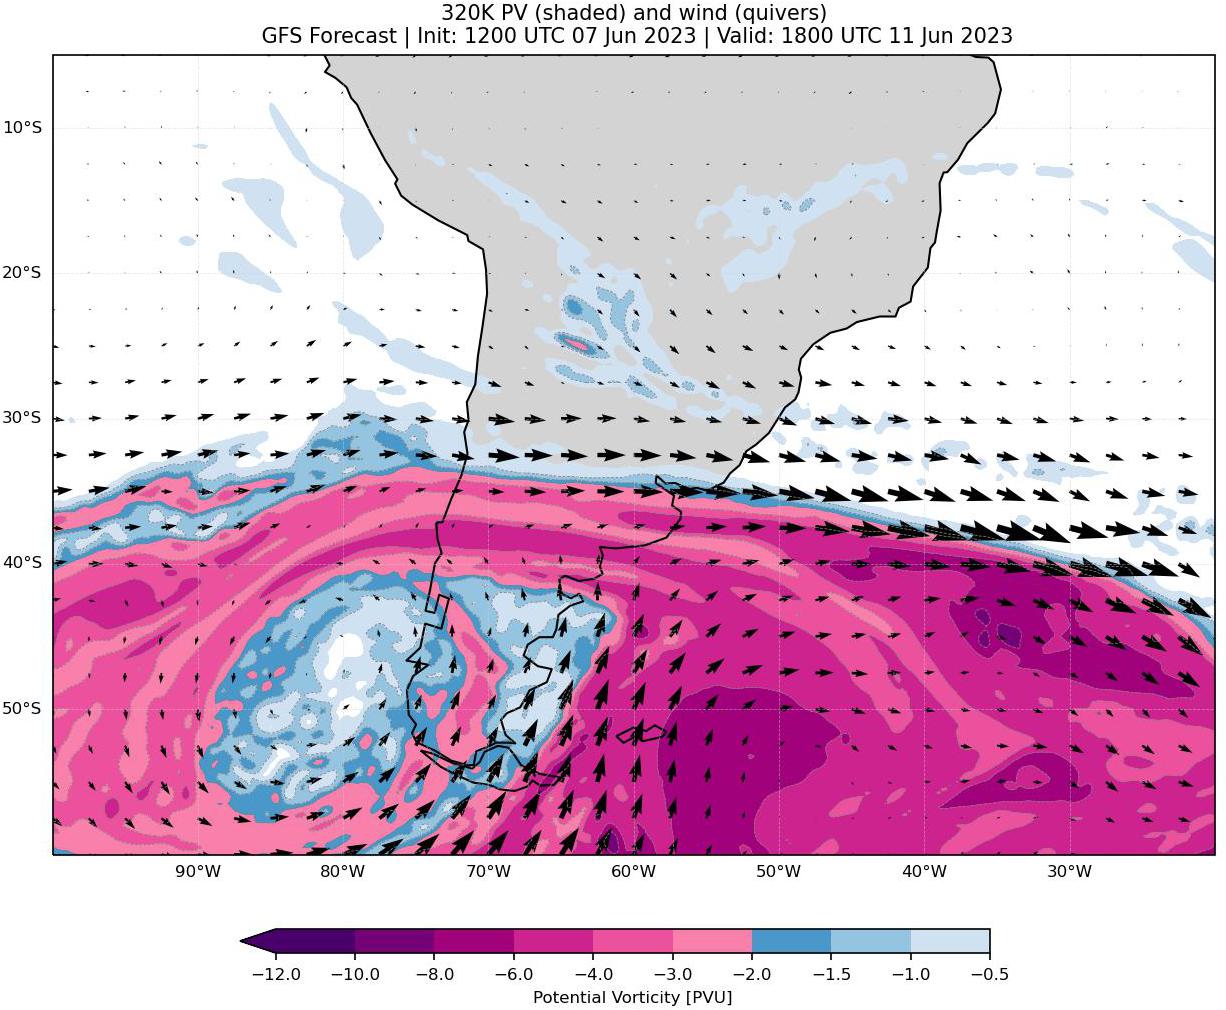 320K PV (shaded) and wind (quivers)
GFS Forecast | Init: 1200 UTC 07 Jun 2023 | Valid: 1800 UTC 11 Jun 2023
10°S
20°S
30°S
40°S
50°S
90°W 80°W 70°W 60°W 50°W 40°W 30°W
−12.0 −10.0 −8.0 −6.0 −4.0 −3.0 −2.0 −1.5 −1.0 −0.5
Potential Vorticity [PVU]